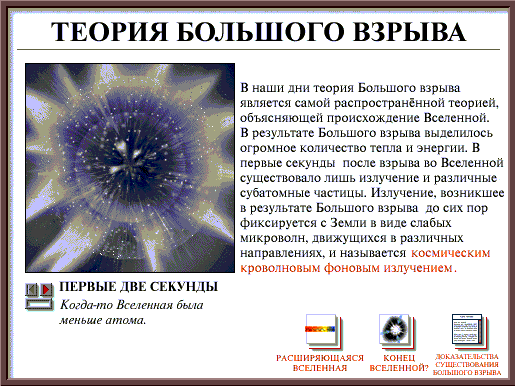 ТЕОРИЯ БОЛЬШОГО ВЗРЫВА
В наши дни теория Большого взрыва
является самой распространённой теорией,
объясняющей происхождение Вселенной.
В результате Большого взрыва выделилось
огромное количество тепла и энергии. В
первые секунды после взрыва во Вселенной
существовало лишь излучение и различные
субатомные частицы. Излучение, возникшее
в результате Большого взрыва до сих пор
фиксируется с Земли в виде слабых
микроволн, движущихся в различных
направлениях, и называется космическим
кроволновым фоновым излучением.
ПЕРВЫЕ ДВЕ СЕКУНДЫ
Когда-то Вселенная была
меньше атома.
РАСШИРЯЮЩАЯСЯ
ВСЕЛЕННАЯ
КОНЕЦ
ВСЕЛЕННОЙ?
ДОКАЗАТЕЛЬСТВА
СУЩЕСТВОВАНИЯ
БОЛЬШОГО ВЗРЫВА